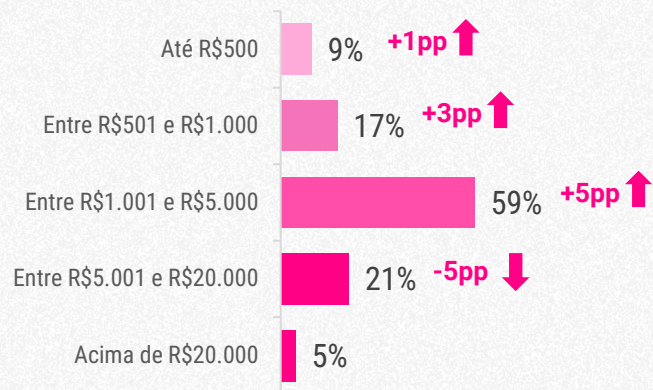 Até R$500 9% +1pp
Entre R$501 e R$1.000 17% +3pp
Entre R$1.001 e R$5.000 59% +5pp
Entre R$5.001 e R$20.000 21% -5pp
Acima de R$20.000 5%